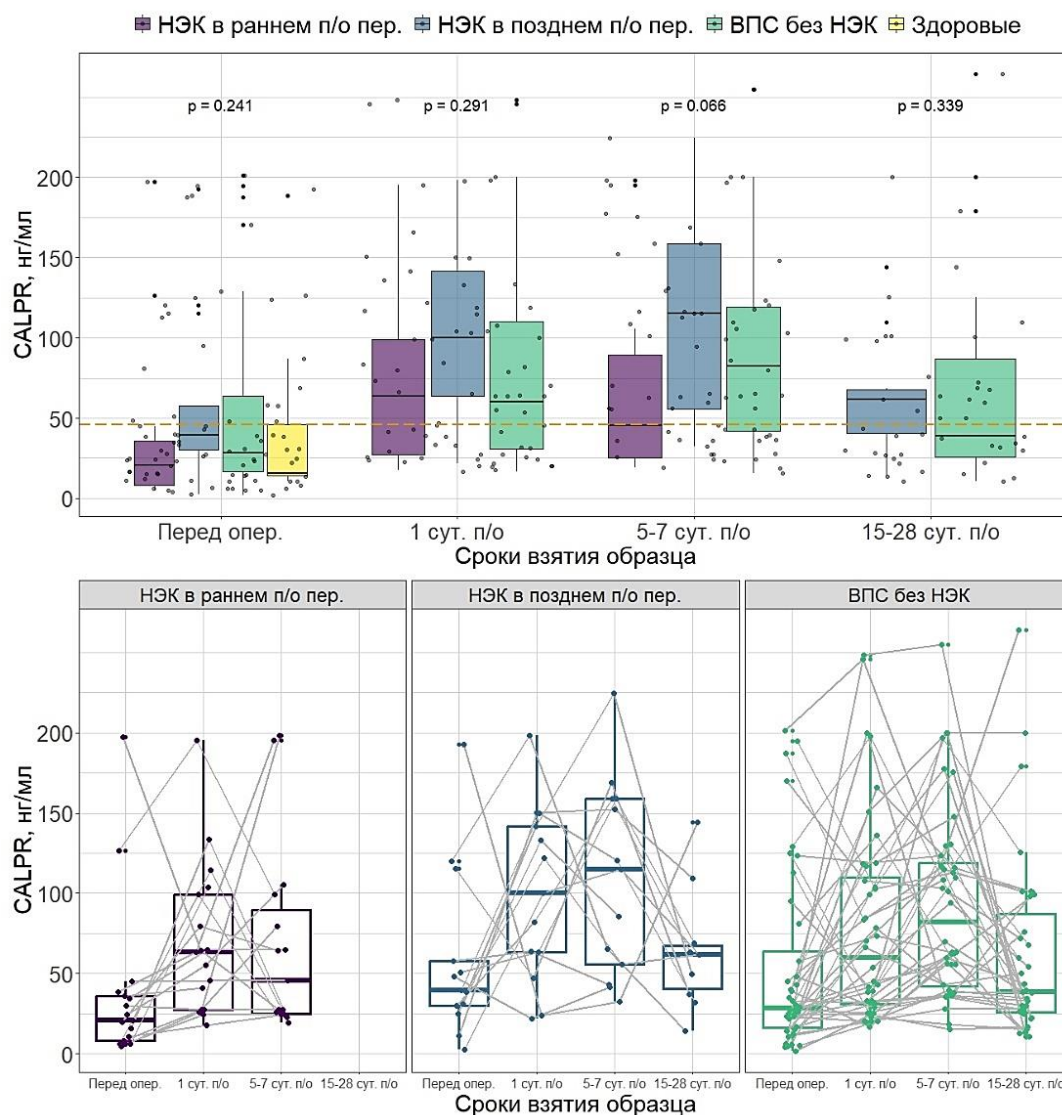 НЭК в раннем п/о пер. НЭК в позднем п/о пер. ВПС без НЭК Здоровые
CALPR, нг/мл
p = 0.241 p = 0.291 p = 0.066 p = 0.339
200
150
100
50
0
Перед опер. 1 сут. п/о 5-7 сут. п/о 15-28 сут. п/о
Сроки взятия образца
НЭК в раннем п/о пер. НЭК в позднем п/о пер. ВПС без НЭК
CALPR, нг/мл
200
150
100
50
0
Перед опер. 1 сут. п/о 5-7 сут. п/о 15-28 сут. п/о Перед опер. 1 сут. п/о 5-7 сут. п/о 15-28 сут. п/о Перед опер. 1 сут. п/о 5-7 сут. п/о 15-28 сут. п/о
Сроки взятия образца